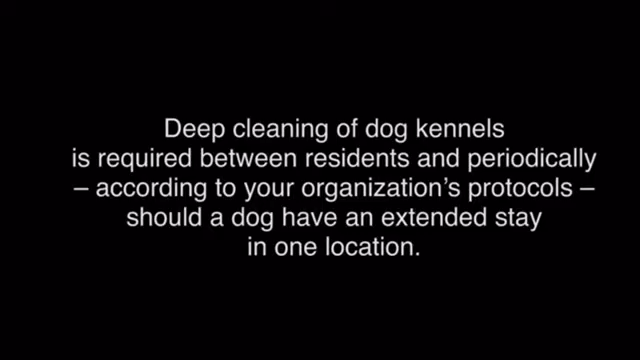 Deep cleaning of dog kennels
is required between residents and periodically
– according to your organization’s protocols –
should a dog have an extended stay
in one location.